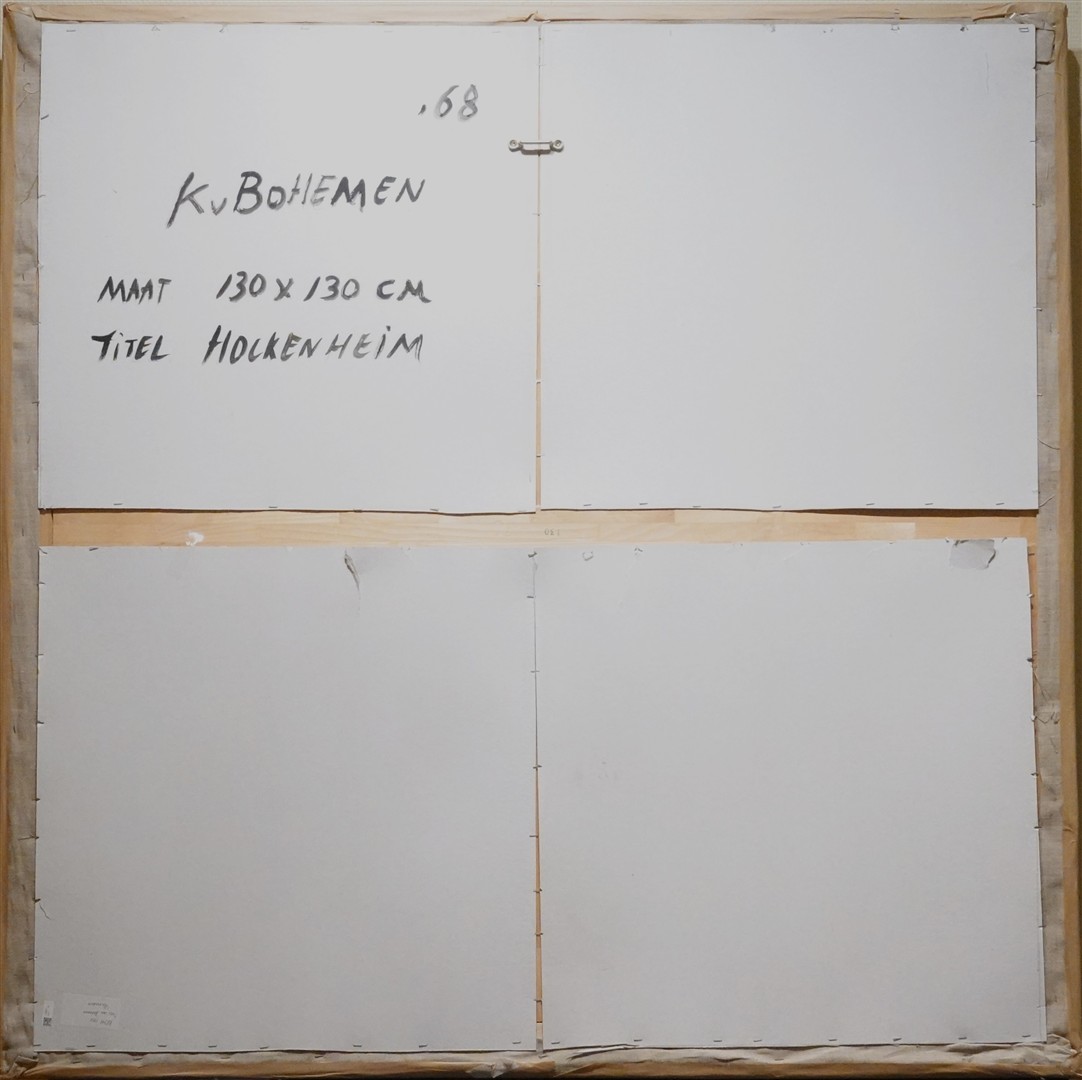 .68
KvBOHEMEN
MAAT 130 X 130 CM
TiTEL HOCKENHEiM